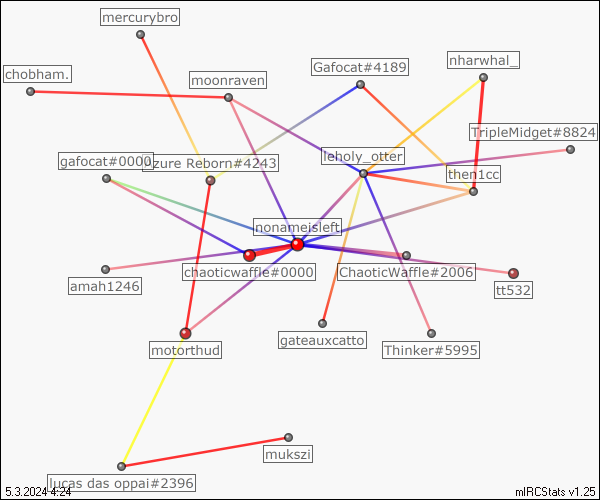 mercurybro
nharwhal_
Gafocat#4189
chobham.
moonraven
TripleMidget#8824
leholy_otter
gafocat#0000
zure Reborn#4243
then1cc
nonameisleft
chaoticwaffle#0000
ChaoticWaffle#2006
amah1246
tt532
gateauxcatto
motorthud
Thinker#5995
mukszi
lucas das oppai#2396
5.3.2024 4:24
mIRCStats v1.25